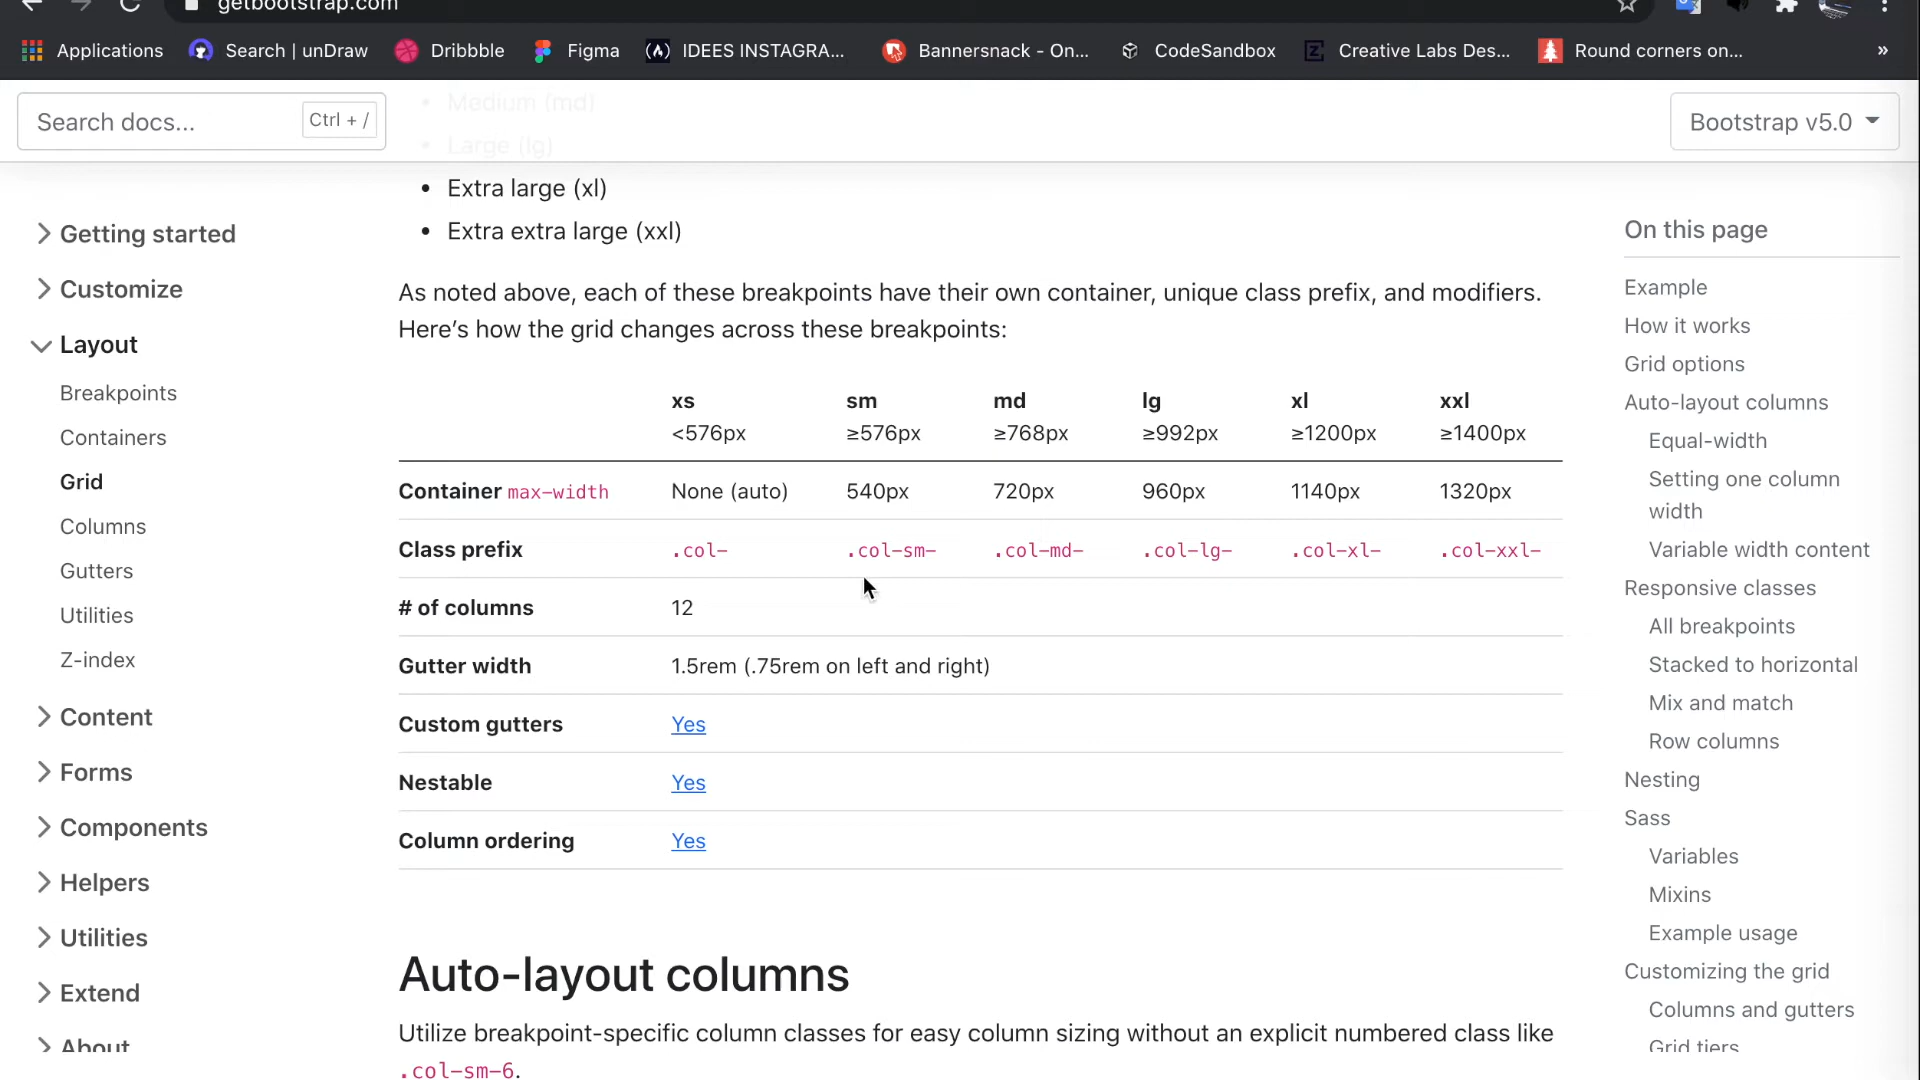 getbootstrap.com
Applications
Search | unDraw
Dribbble
Figma
IDEES INSTAGRA...
Bannersnack - On...
CodeSandbox
Creative Labs Des...
Round corners on...
»
Search docs...
Ctrl + /
Bootstrap v5.0
• Medium (md)
• Large (lg)
• Extra large (xl)
• Extra extra large (xxl)
Getting started
Customize
Layout
Breakpoints
Containers
Grid
Columns
Gutters
Utilities
Z-index
Content
Forms
Components
Helpers
Utilities
Extend
About
As noted above, each of these breakpoints have their own container, unique class prefix, and modifiers.
Here’s how the grid changes across these breakpoints:
xs sm md lg xl xxl
<576px ≥576px ≥768px ≥992px ≥1200px ≥1400px
Container max-width None (auto) 540px 720px 960px 1140px 1320px
Class prefix .col- .col-sm- .col-md- .col-lg- .col-xl- .col-xxl-
# of columns 12
Gutter width 1.5rem (.75rem on left and right)
Custom gutters Yes
Nestable Yes
Column ordering Yes
Auto-layout columns
Utilize breakpoint-specific column classes for easy column sizing without an explicit numbered class like
.col-sm-6.
On this page
Example
How it works
Grid options
Auto-layout columns
Equal-width
Setting one column
width
Variable width content
Responsive classes
All breakpoints
Stacked to horizontal
Mix and match
Row columns
Nesting
Sass
Variables
Mixins
Example usage
Customizing the grid
Columns and gutters
Grid tiers